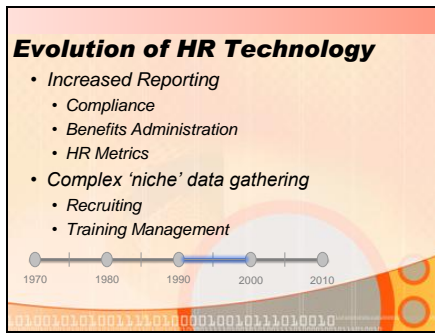 Evolution of HR Technology
• Increased Reporting
• Compliance
• Benefits Administration
• HR Metrics
• Complex ‘niche’ data gathering
• Recruiting
• Training Management
1970 1980 1990 2000 2010